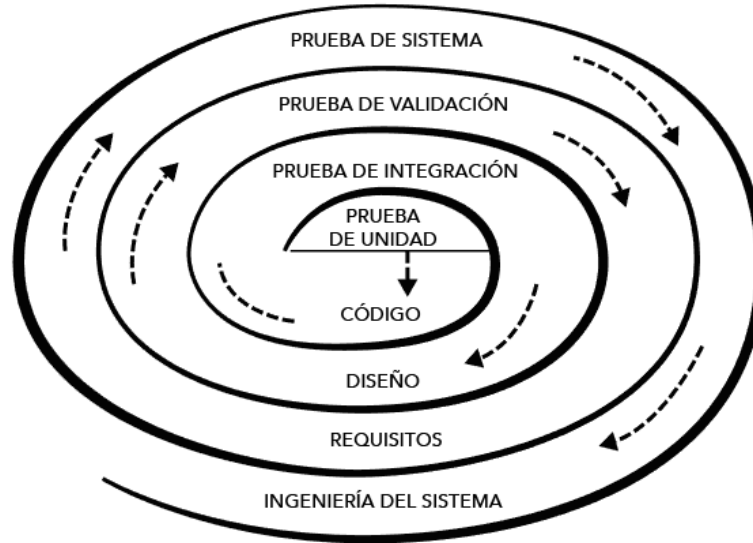 PRUEBA DE SISTEMA
PRUEBA DE VALIDACIÓN
PRUEBA DE INTEGRACIÓN
PRUEBA
DE UNIDAD
CÓDIGO
DISEÑO
REQUISITOS
INGENIERÍA DEL SISTEMA